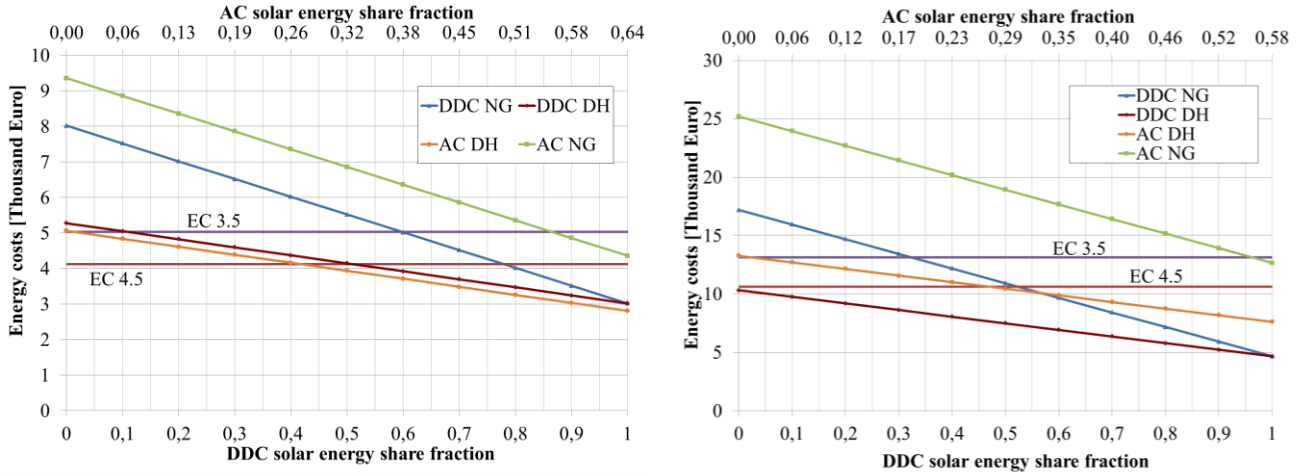 AC solar energy share fraction
0,00 0,06 0,13 0,19 0,26 0,32 0,38 0,45 0,51 0,58 0,64
10
9
8
7
6
5
4
3
2
1
0
Energy costs [Thousand Euro]
DDC NG DDC DH
AC DH AC NG
EC 3.5
EC 4.5
0 0,1 0,2 0,3 0,4 0,5 0,6 0,7 0,8 0,9 1
DDC solar energy share fraction
AC solar energy share fraction
0,00 0,06 0,12 0,17 0,23 0,29 0,35 0,40 0,46 0,52 0,58
30
25
20
15
10
5
0
Energy costs [Thousand Euro]
DDC NG
DDC DH
AC DH
AC NG
EC 3.5
EC 4.5
0 0,1 0,2 0,3 0,4 0,5 0,6 0,7 0,8 0,9 1
DDC solar energy share fraction